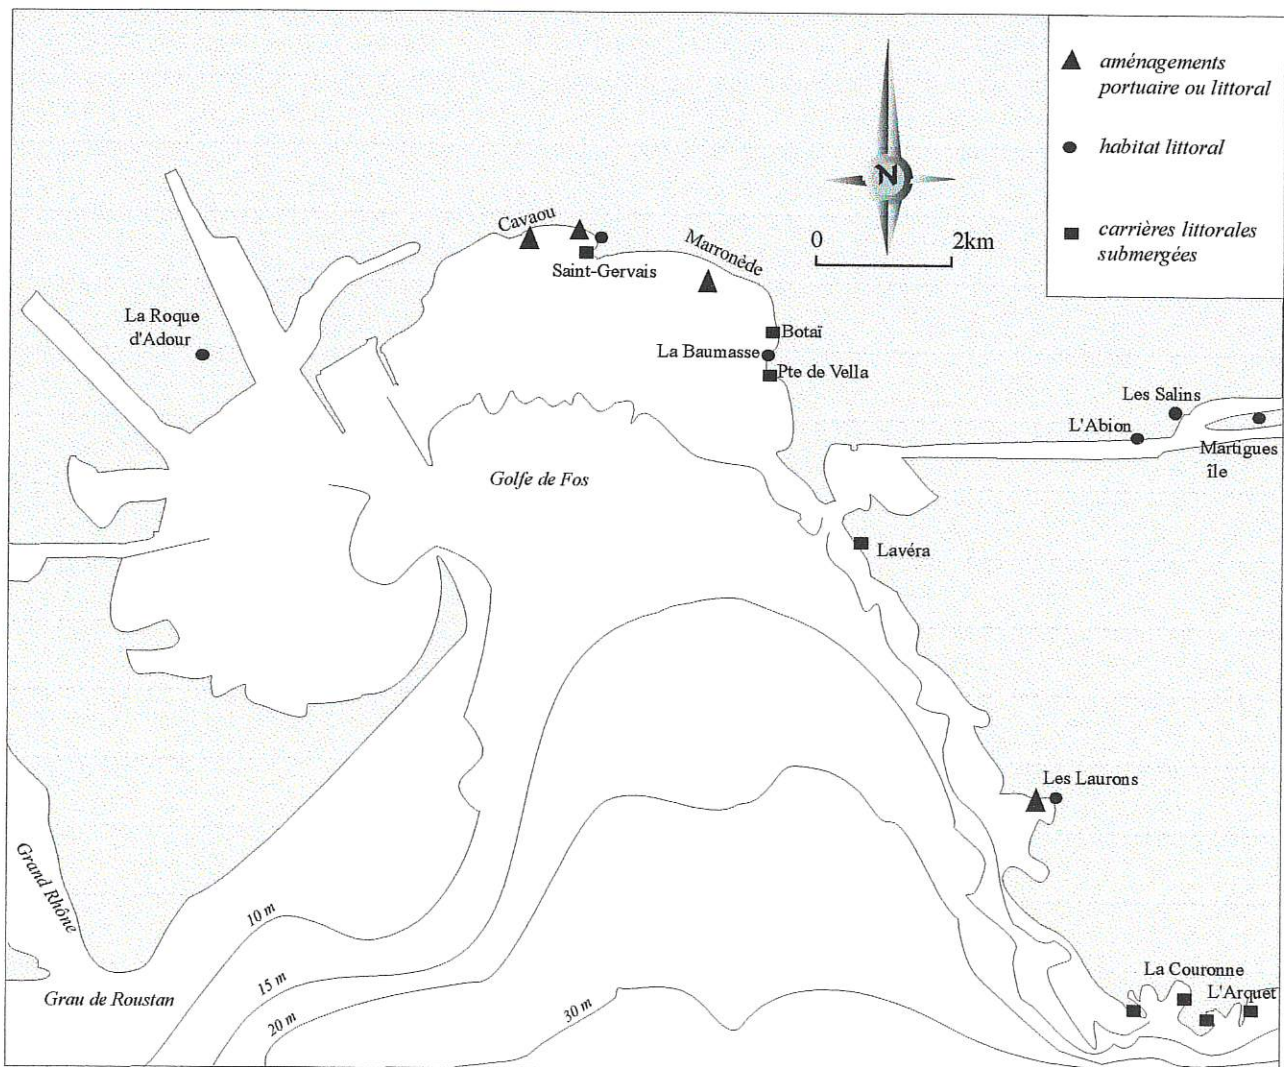 aménagements
portuaire ou littoral
habitat littoral
carrières littorales
submergées
N
0 2km
Cavaou
Saint-Gervais
Marronède
La Roque
d'Adour
Botaï
La Baumasse
Pte de Vella
Les Salins
L'Abion
Martigues
île
Golfe de Fos
Lavéra
Les Laurons
Grand Rhône
10 m
15 m
20 m
30 m
Grau de Roustan
La Couronne
L'Arquet